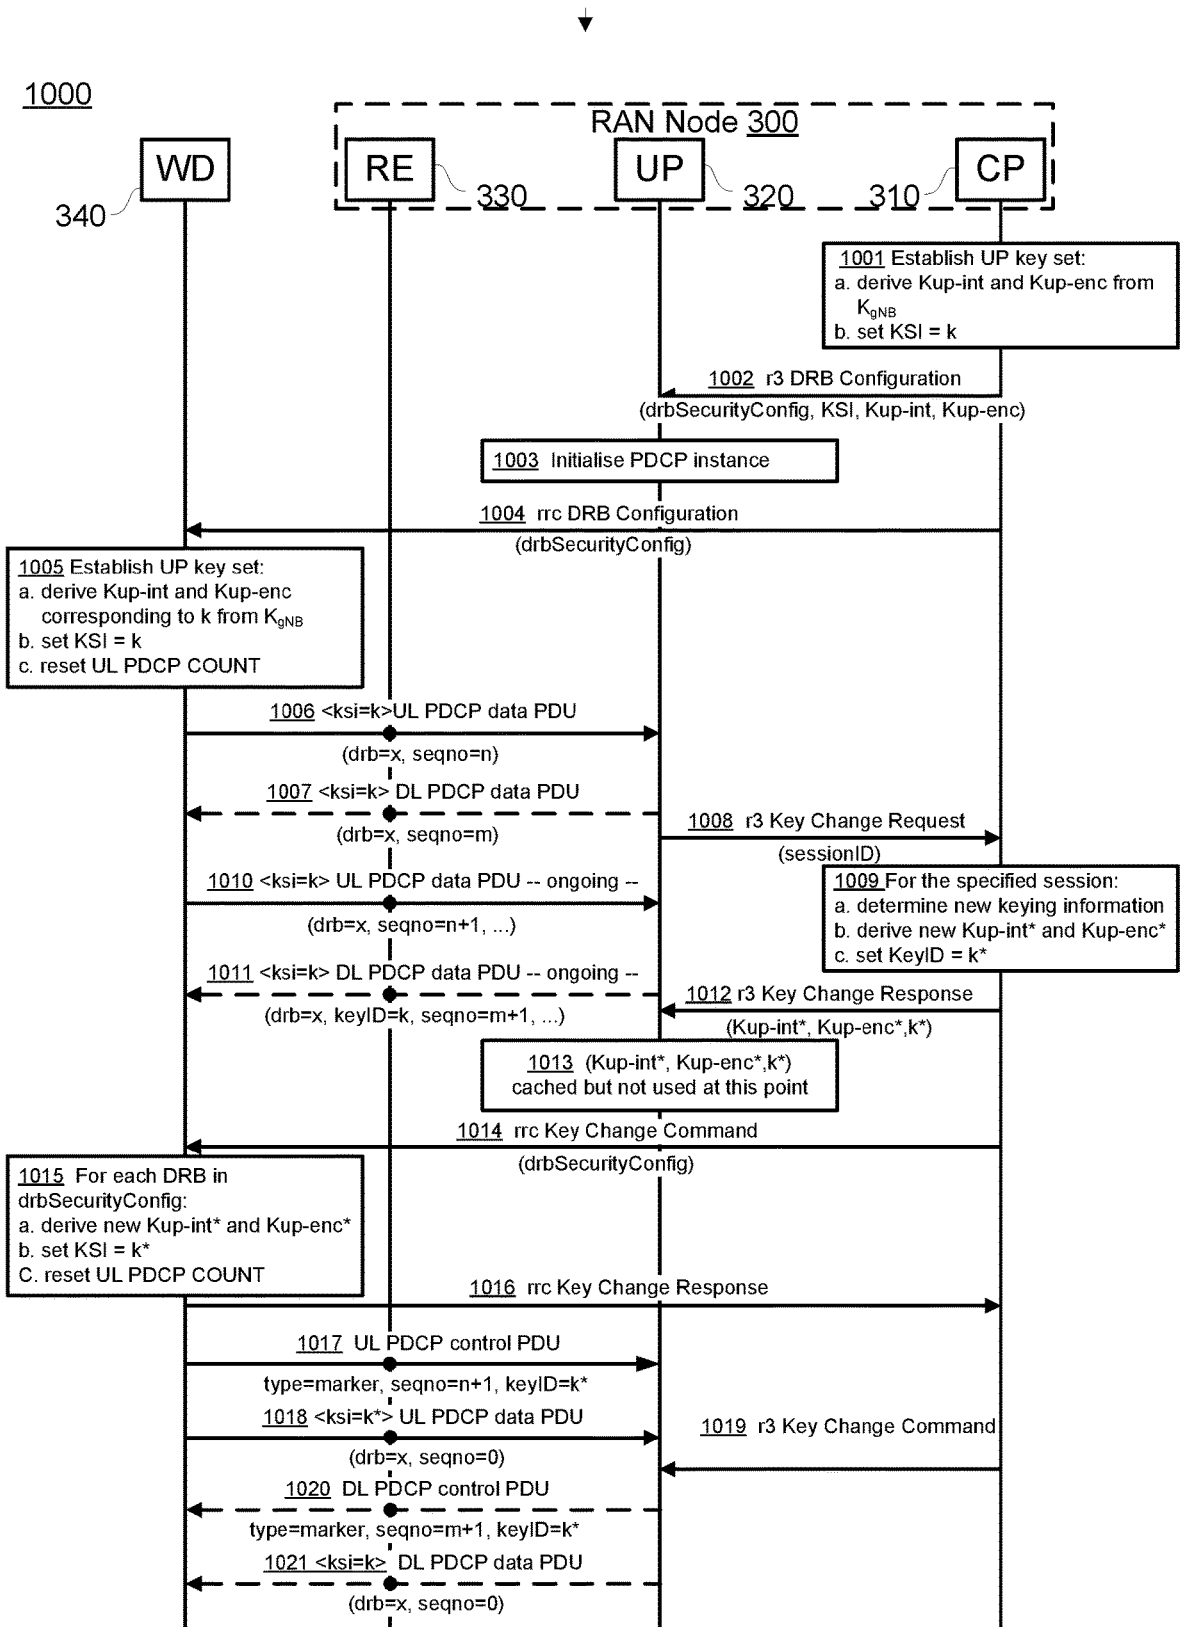 1000
RAN Node 300
WD
RE
UP
CP
340
330
320
310
1001 Establish UP key set:
a. derive Kup-int and Kup-enc from
KgNB
b. set KSI = k
1002 r3 DRB Configuration
(drbSecurityConfig, KSI, Kup-int, Kup-enc)
1003 Initialise PDCP instance
1004 rrc DRB Configuration
(drbSecurityConfig)
1005 Establish UP key set:
a. derive Kup-int and Kup-enc
corresponding to k from KgNB
b. set KSI = k
c. reset UL PDCP COUNT
1006 <ksi=k>UL PDCP data PDU
(drb=x, seqno=n)
1007 <ksi=k> DL PDCP data PDU
(drb=x, seqno=m)
1008 r3 Key Change Request
(sessionID)
1009 For the specified session:
a. determine new keying information
b. derive new Kup-int* and Kup-enc*
c. set KeyID = k*
1010 <ksi=k> UL PDCP data PDU -- ongoing --
(drb=x, seqno=n+1, ...)
1011 <ksi=k> DL PDCP data PDU -- ongoing --
(drb=x, keyID=k, seqno=m+1, ...)
1012 r3 Key Change Response
(Kup-int*, Kup-enc*,k*)
1013 (Kup-int*, Kup-enc*,k*)
cached but not used at this point
1014 rrc Key Change Command
(drbSecurityConfig)
1015 For each DRB in
drbSecurityConfig:
a. derive new Kup-int* and Kup-enc*
b. set KSI = k*
C. reset UL PDCP COUNT
1016 rrc Key Change Response
1017 UL PDCP control PDU
type=marker, seqno=n+1, keyID=k*
1018 <ksi=k*> UL PDCP data PDU
(drb=x, seqno=0)
1019 r3 Key Change Command
1020 DL PDCP control PDU
type=marker, seqno=m+1, keyID=k*
1021 <ksi=k> DL PDCP data PDU
(drb=x, seqno=0)